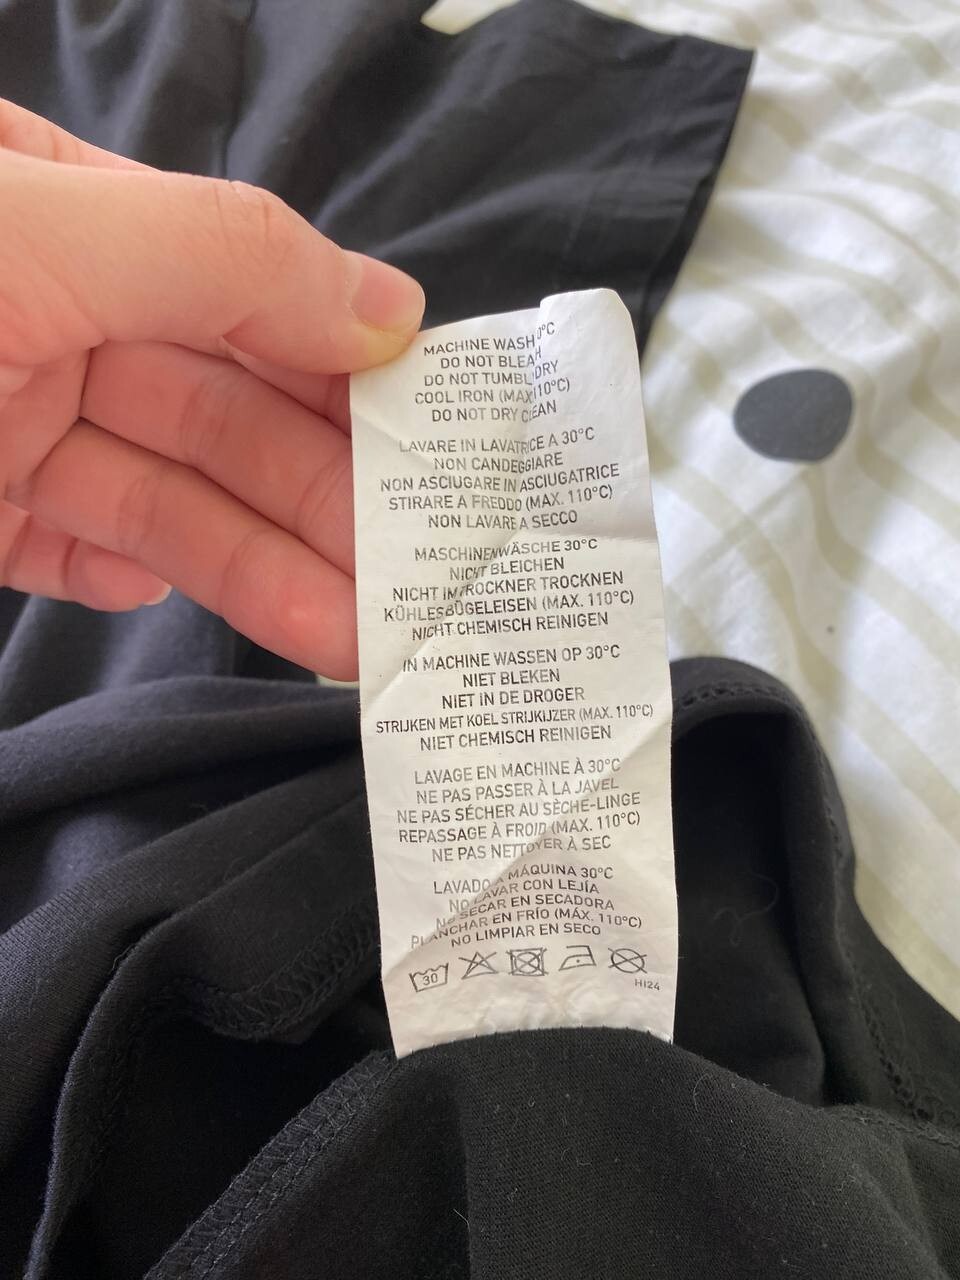 MACHINE WASH 0°C
DO NOT BLEAH
DO NOT TUMBL DRY
COOL IRON (MAX 110°C)
DO NOT DRY CLEAN
LAVARE IN LAVATRICE A 30°C
NON CANDEGGIARE
NON ASCIUGARE IN ASCIUGATRICE
STIRARE A FREDDO (MAX. 110°C)
NON LAVARE A SECCO
MASCHINENWÄSCHE 30°C
NICHT BLEICHEN
NICHT IM TROCKNER TROCKNEN
KÜHLES BÜGELEISEN (MAX. 110°C)
NICHT CHEMISCH REINIGEN
IN MACHINE WASSEN OP 30°C
NIET BLEKEN
NIET IN DE DROGER
STRIJKEN MET KOEL STRIJKIJZER (MAX. 110°C)
NIET CHEMISCH REINIGEN
LAVAGE EN MACHINE À 30°C
NE PAS PASSER À LA JAVEL
NE PAS SÉCHER AU SÈCHE-LINGE
REPASSAGE À FROID (MAX. 110°C)
NE PAS NETTOYER À SEC
LAVADO A MÁQUINA 30°C
NO LAVAR CON LEJÍA
NO SECAR EN SECADORA
PLANCHAR EN FRÍO (MÁX. 110°C)
NO LIMPIAR EN SECO
30
HI24